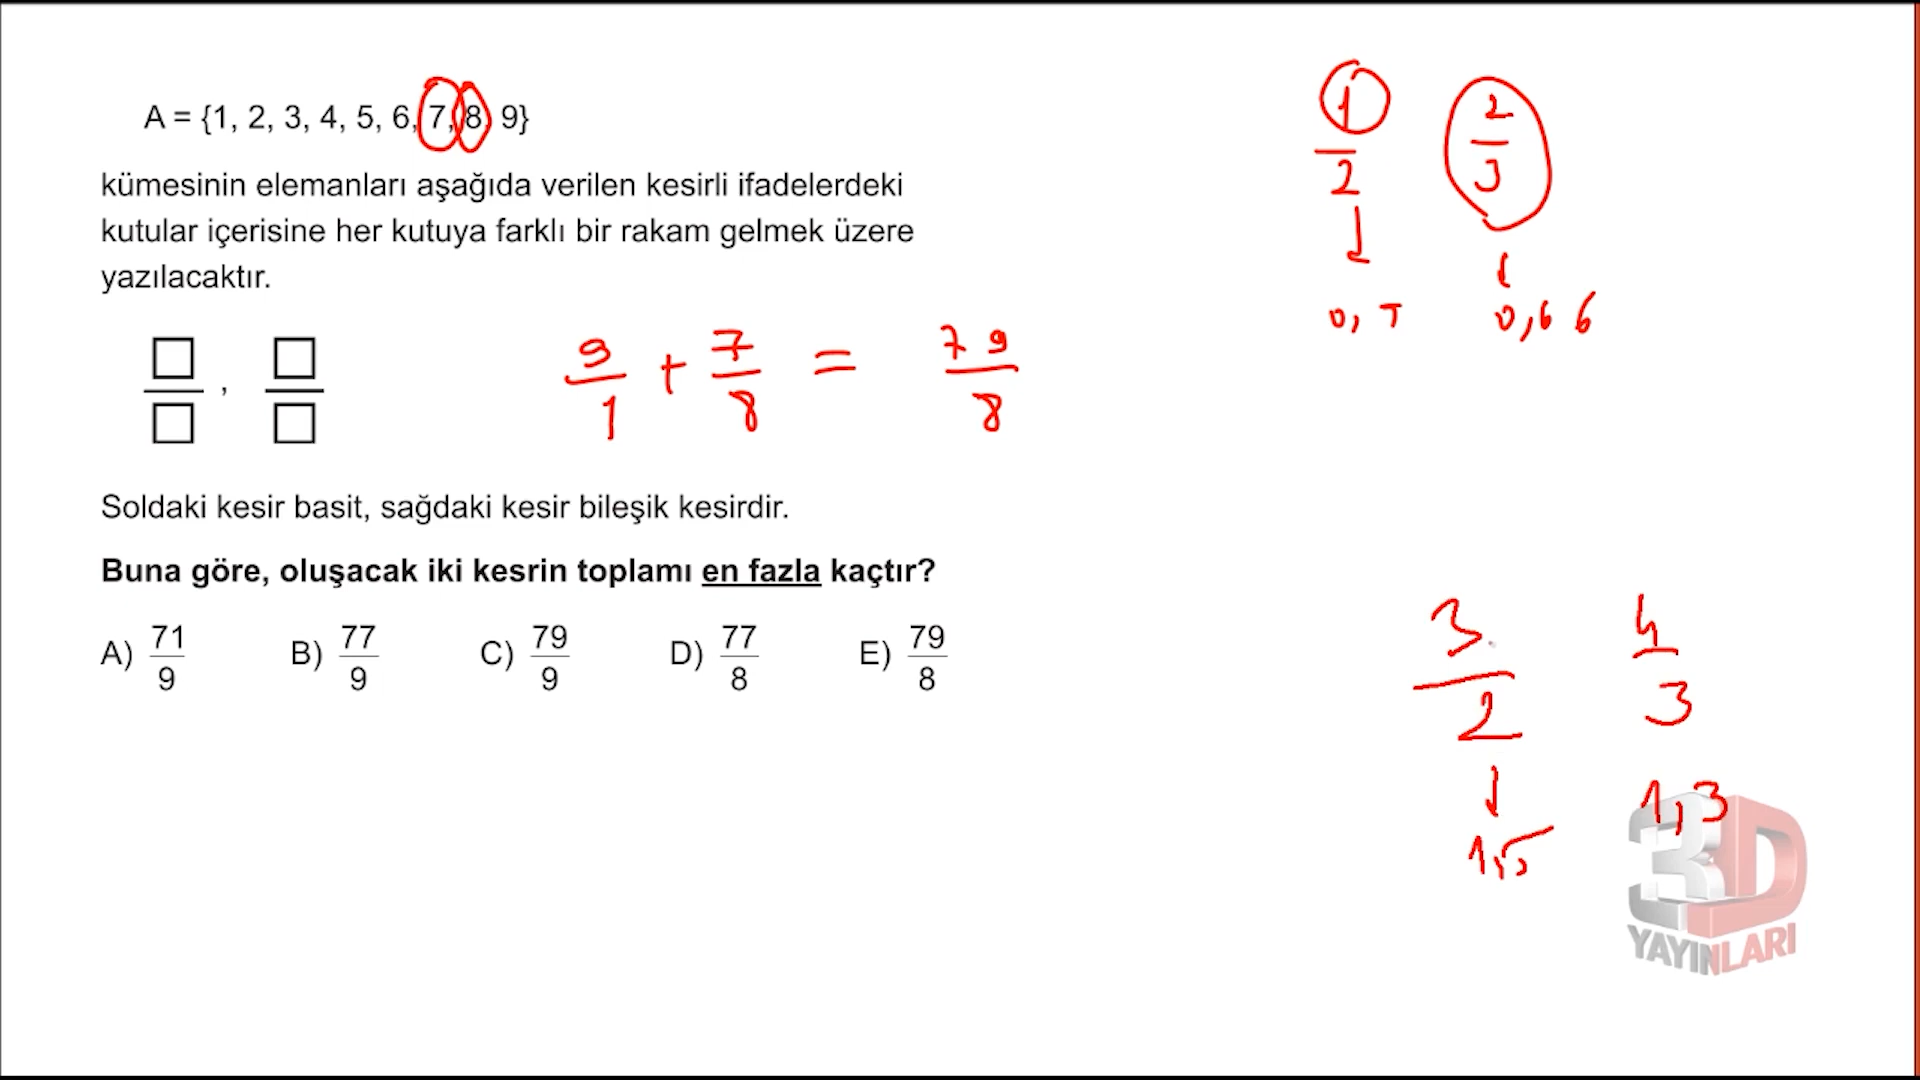 A = {1, 2, 3, 4, 5, 6, 7, 8, 9}
kümesinin elemanları aşağıda verilen kesirli ifadelerdeki
kutular içerisine her kutuya farklı bir rakam gelmek üzere
yazılacaktır.
□/□ , □/□
9/1 + 7/8 = 79/8
Soldaki kesir basit, sağdaki kesir bileşik kesirdir.
Buna göre, oluşacak iki kesrin toplamı en fazla kaçtır?
A) 71/9 B) 77/9 C) 79/9 D) 77/8 E) 79/8
1/2 2/3
0,5 0,66
3/2 4/3
1,5 1,3
3D
YAYINLARI